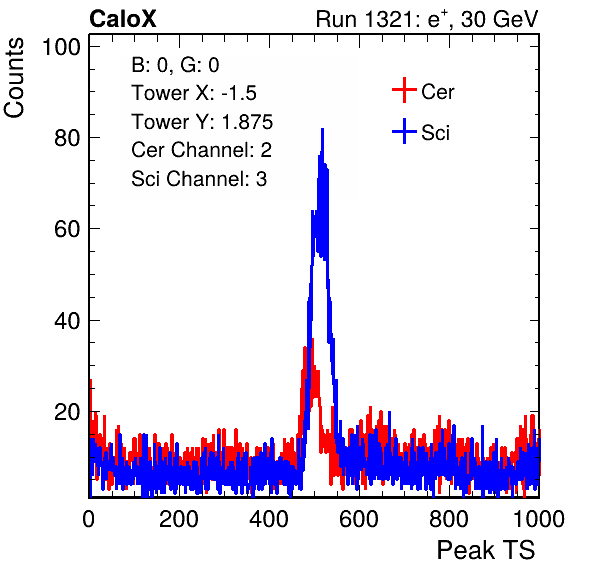 CaloX Run 1321: e+, 30 GeV
Counts
100
80
60
40
20
B: 0, G: 0
Tower X: -1.5
Tower Y: 1.875
Cer Channel: 2
Sci Channel: 3
Cer
Sci
0 200 400 600 800 1000
Peak TS